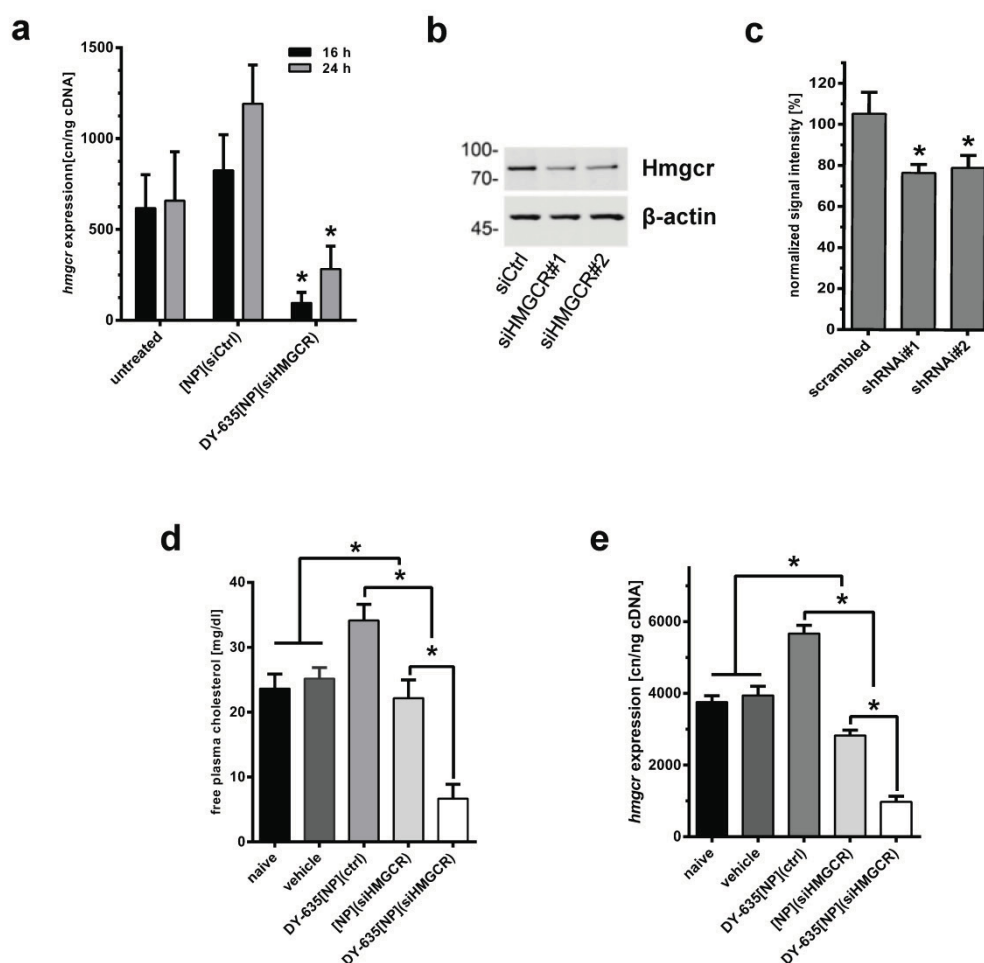 a
hmgcr expressionn[cn/ng cDNA]
1500
1000
750
500
250
0
16 h
24 h
untreated
[NP](siCtrl)
DY-635[NP](siHMGCR)
* *
b
100-
70-
45-
Hmgcr
β-actin
siCtrl
siHMGCR#1
siHMGCR#2
c
normalized signal intensity [%]
120
100
80
60
40
20
0
* *
scrambled
shRNAi#1
shRNAi#2
d
free plasma cholesterol [mg/dl]
40
30
20
10
0
*
*
*
naive
vehicle
DY-635[NP](ctrl)
[NP](siHMGCR)
DY-635[NP](siHMGCR)
e
hmgcr expression [cn/ng cDNA]
6000
4000
2000
0
*
*
*
naive
vehicle
DY-635[NP](ctrl)
[NP](siHMGCR)
DY-635[NP](siHMGCR)